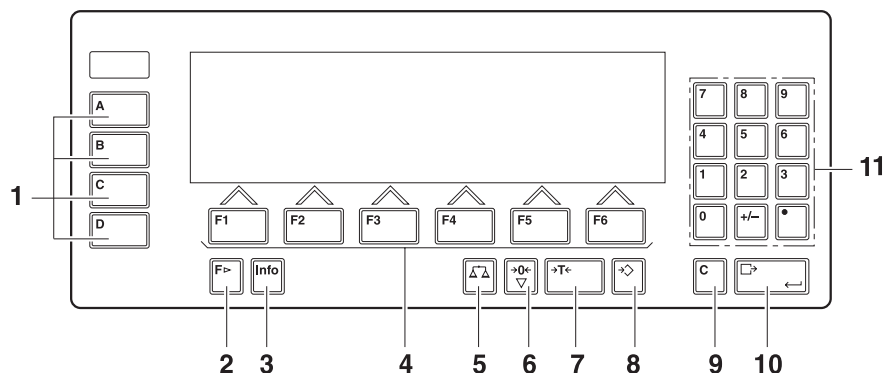 A
B
C
D
1
F1 F2 F3 F4 F5 F6
F Info →0← →T←
7 8 9
4 5 6
1 2 3
0 +/– •
11
C
2 3 4 5 6 7 8 9 10